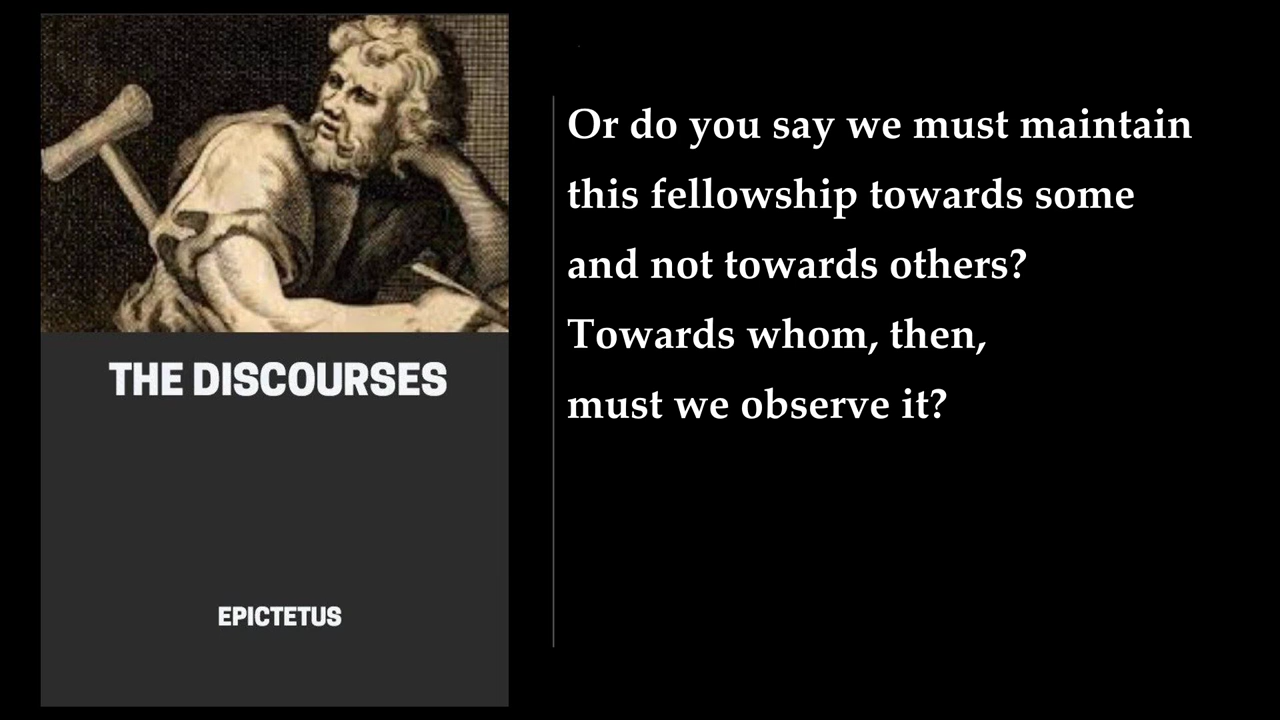 THE DISCOURSES
EPICTETUS
Or do you say we must maintain
this fellowship towards some
and not towards others?
Towards whom, then,
must we observe it?